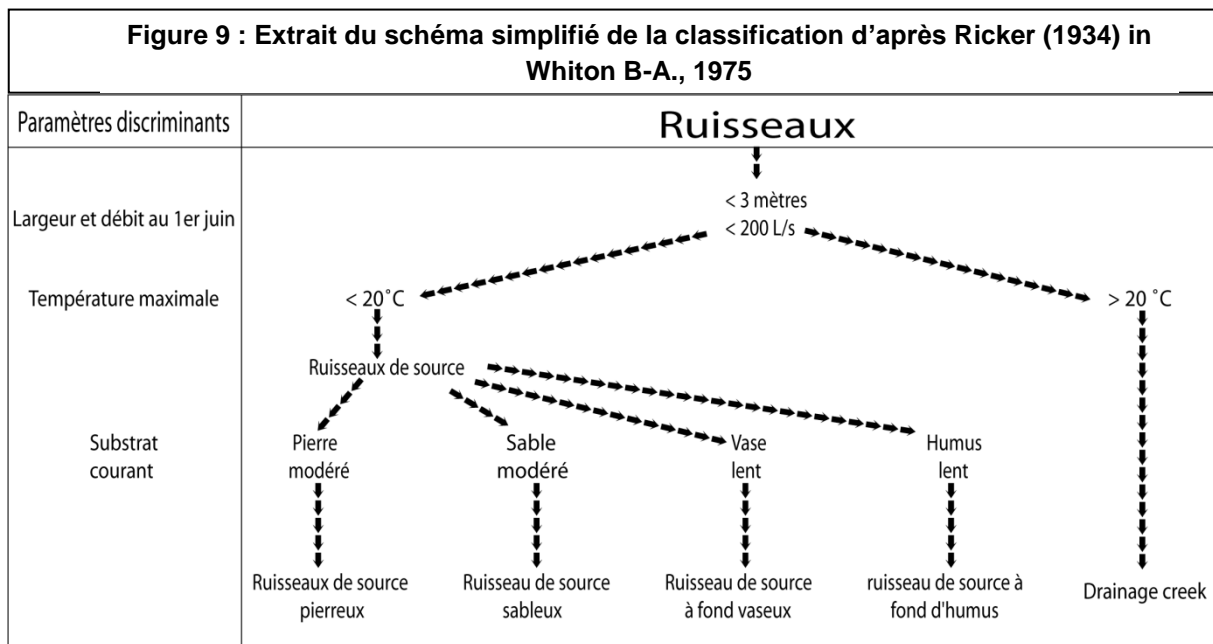 Figure 9 : Extrait du schéma simplifié de la classification d’après Ricker (1934) in
Whiton B-A., 1975
Paramètres discriminants
Ruisseaux
Largeur et débit au 1er juin
< 3 mètres
< 200 L/s
Température maximale
< 20˚C
> 20 ˚C
Ruisseaux de source
Substrat
courant
Pierre
modéré
Sable
modéré
Vase
lent
Humus
lent
Ruisseaux de source
pierreux
Ruisseau de source
sableux
Ruisseau de source
à fond vaseux
ruisseau de source à
fond d'humus
Drainage creek